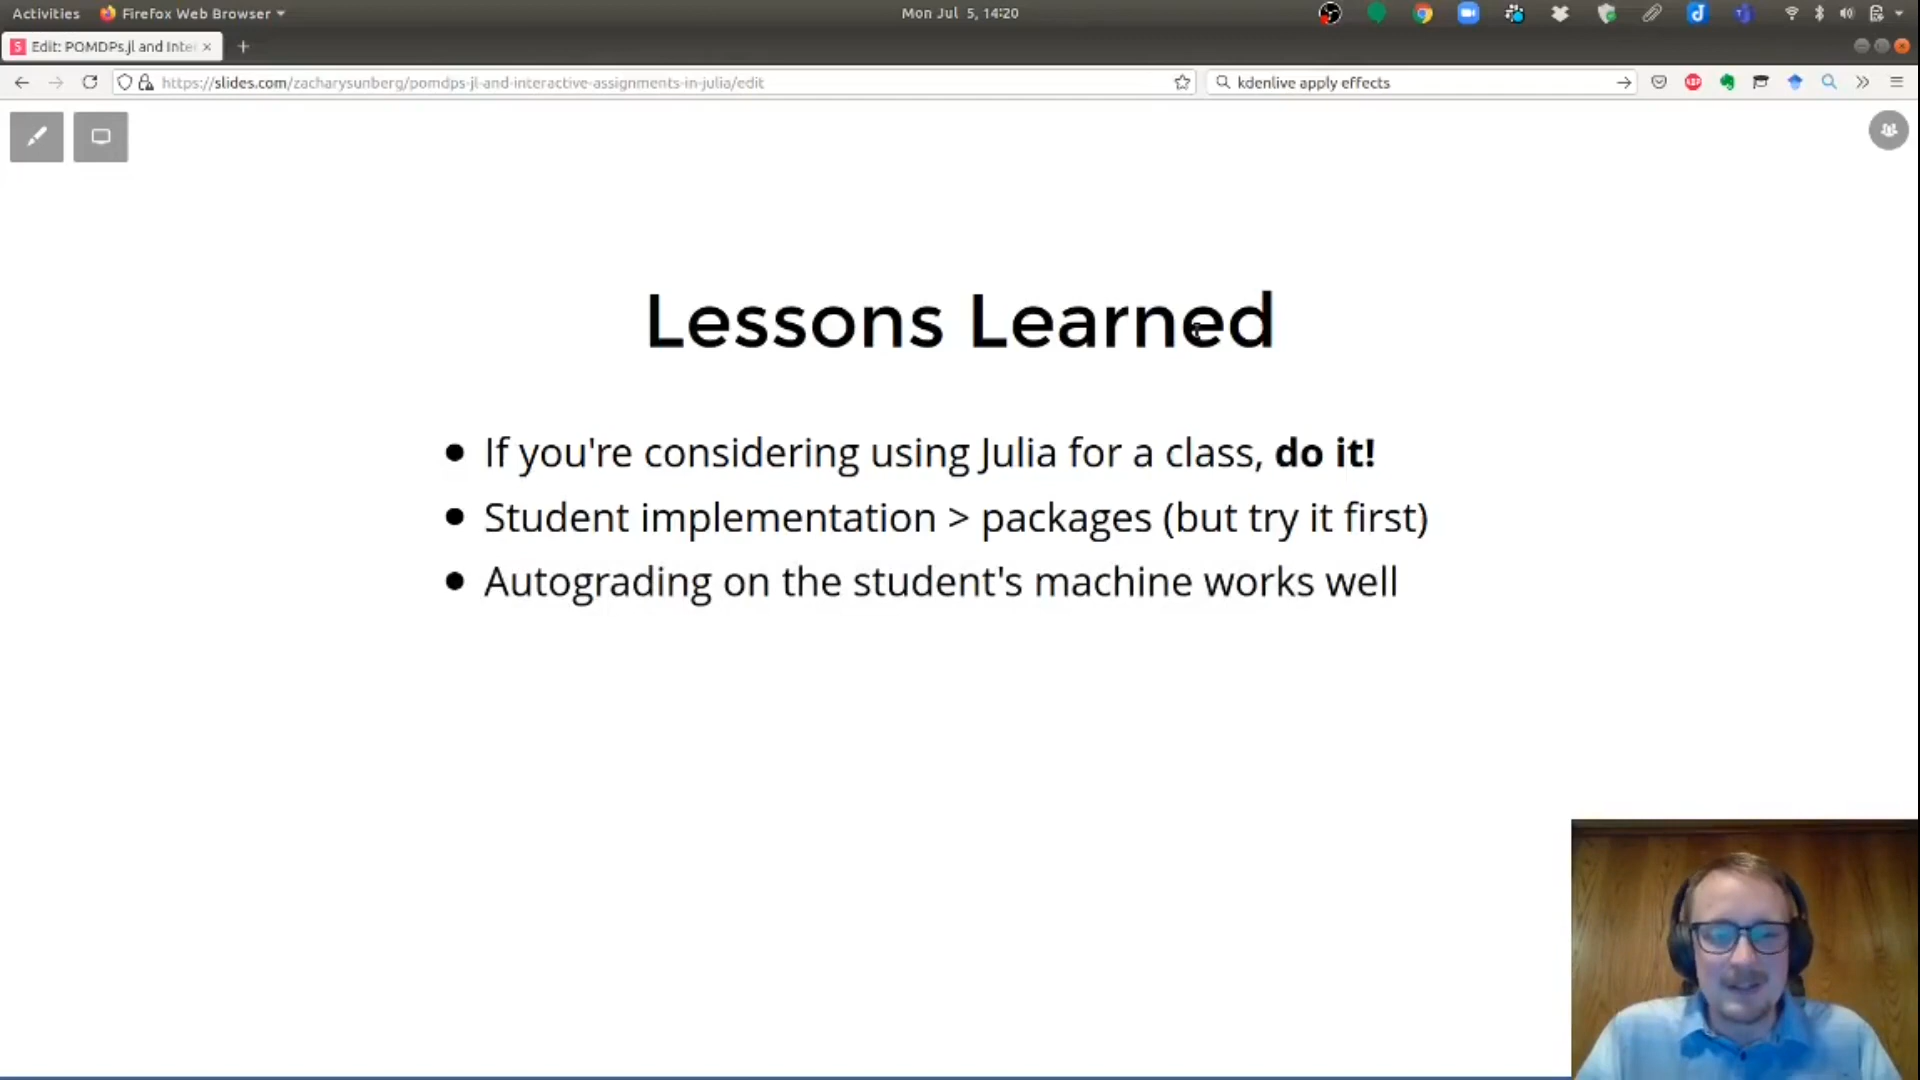 Activities Firefox Web Browser Mon Jul 5, 14:20
Edit: POMDPs.jl and Inte
https://slides.com/zacharysunberg/pomdps-jl-and-interactive-assignments-in-julia/edit kdenlive apply effects
Lessons Learned
If you're considering using Julia for a class, do it!
Student implementation > packages (but try it first)
Autograding on the student's machine works well